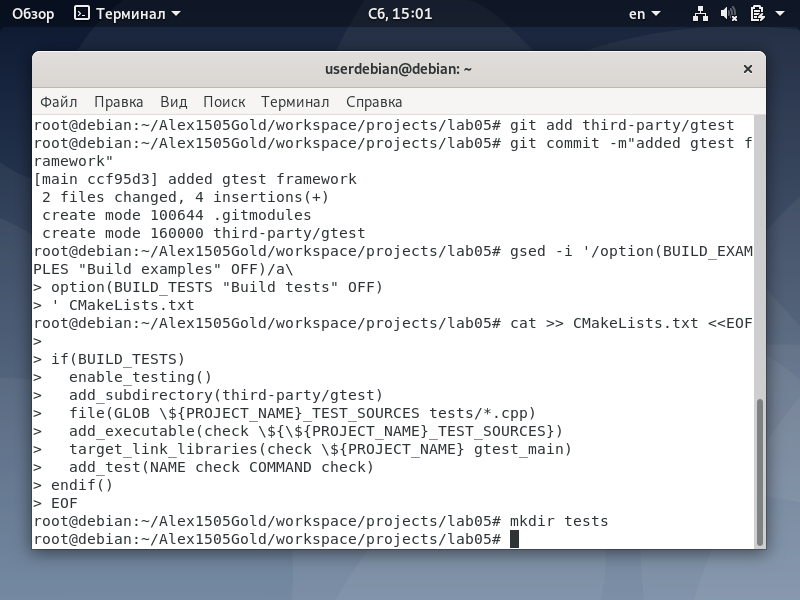 Обзор Терминал Сб, 15:01 en
userdebian@debian: ~ ×
Файл Правка Вид Поиск Терминал Справка
root@debian:~/Alex1505Gold/workspace/projects/lab05# git add third-party/gtest
root@debian:~/Alex1505Gold/workspace/projects/lab05# git commit -m"added gtest f
ramework"
[main ccf95d3] added gtest framework
 2 files changed, 4 insertions(+)
 create mode 100644 .gitmodules
 create mode 160000 third-party/gtest
root@debian:~/Alex1505Gold/workspace/projects/lab05# gsed -i '/option(BUILD_EXAM
PLES "Build examples" OFF)/a\
> option(BUILD_TESTS "Build tests" OFF)
> ' CMakeLists.txt
root@debian:~/Alex1505Gold/workspace/projects/lab05# cat >> CMakeLists.txt <<EOF
>
> if(BUILD_TESTS)
>   enable_testing()
>   add_subdirectory(third-party/gtest)
>   file(GLOB \${PROJECT_NAME}_TEST_SOURCES tests/*.cpp)
>   add_executable(check \${\${PROJECT_NAME}_TEST_SOURCES})
>   target_link_libraries(check \${PROJECT_NAME} gtest_main)
>   add_test(NAME check COMMAND check)
> endif()
> EOF
root@debian:~/Alex1505Gold/workspace/projects/lab05# mkdir tests
root@debian:~/Alex1505Gold/workspace/projects/lab05#